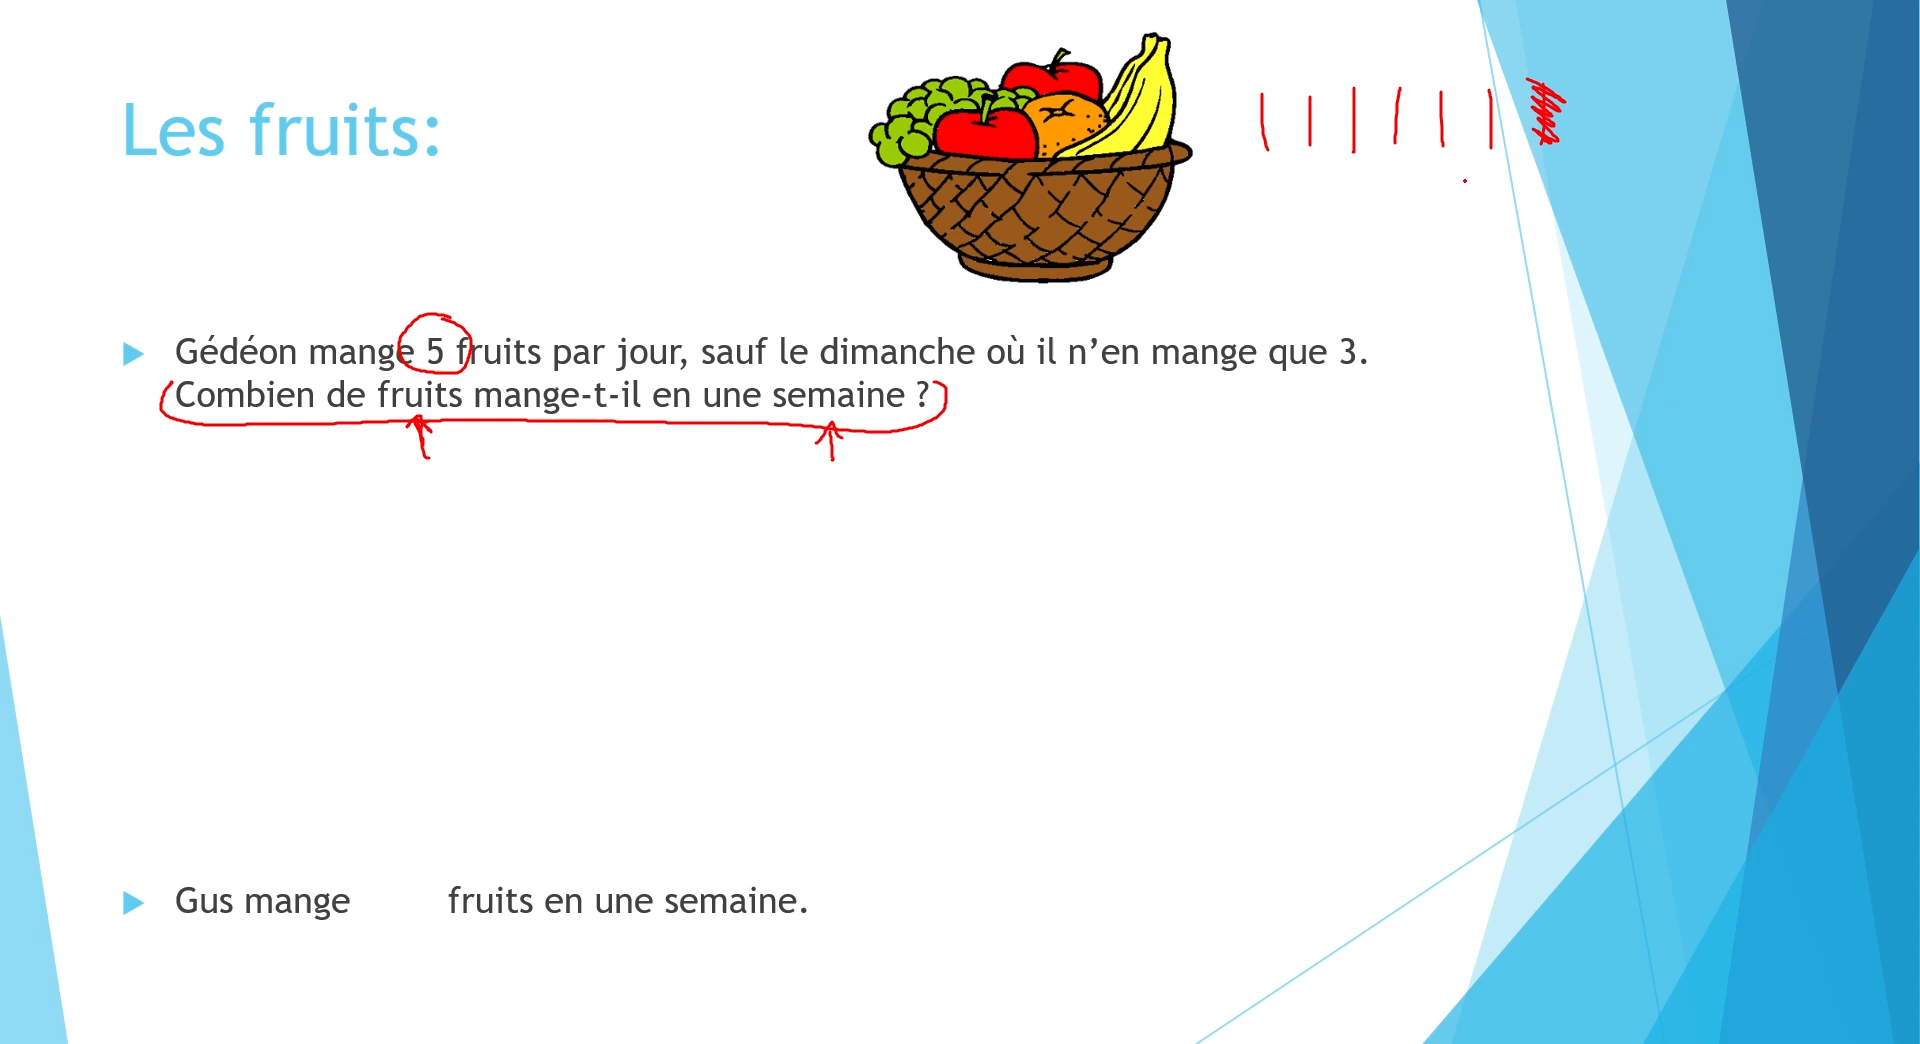 Les fruits:
Gédéon mange 5 fruits par jour, sauf le dimanche où il n’en mange que 3.
Combien de fruits mange-t-il en une semaine ?
Gus mange fruits en une semaine.